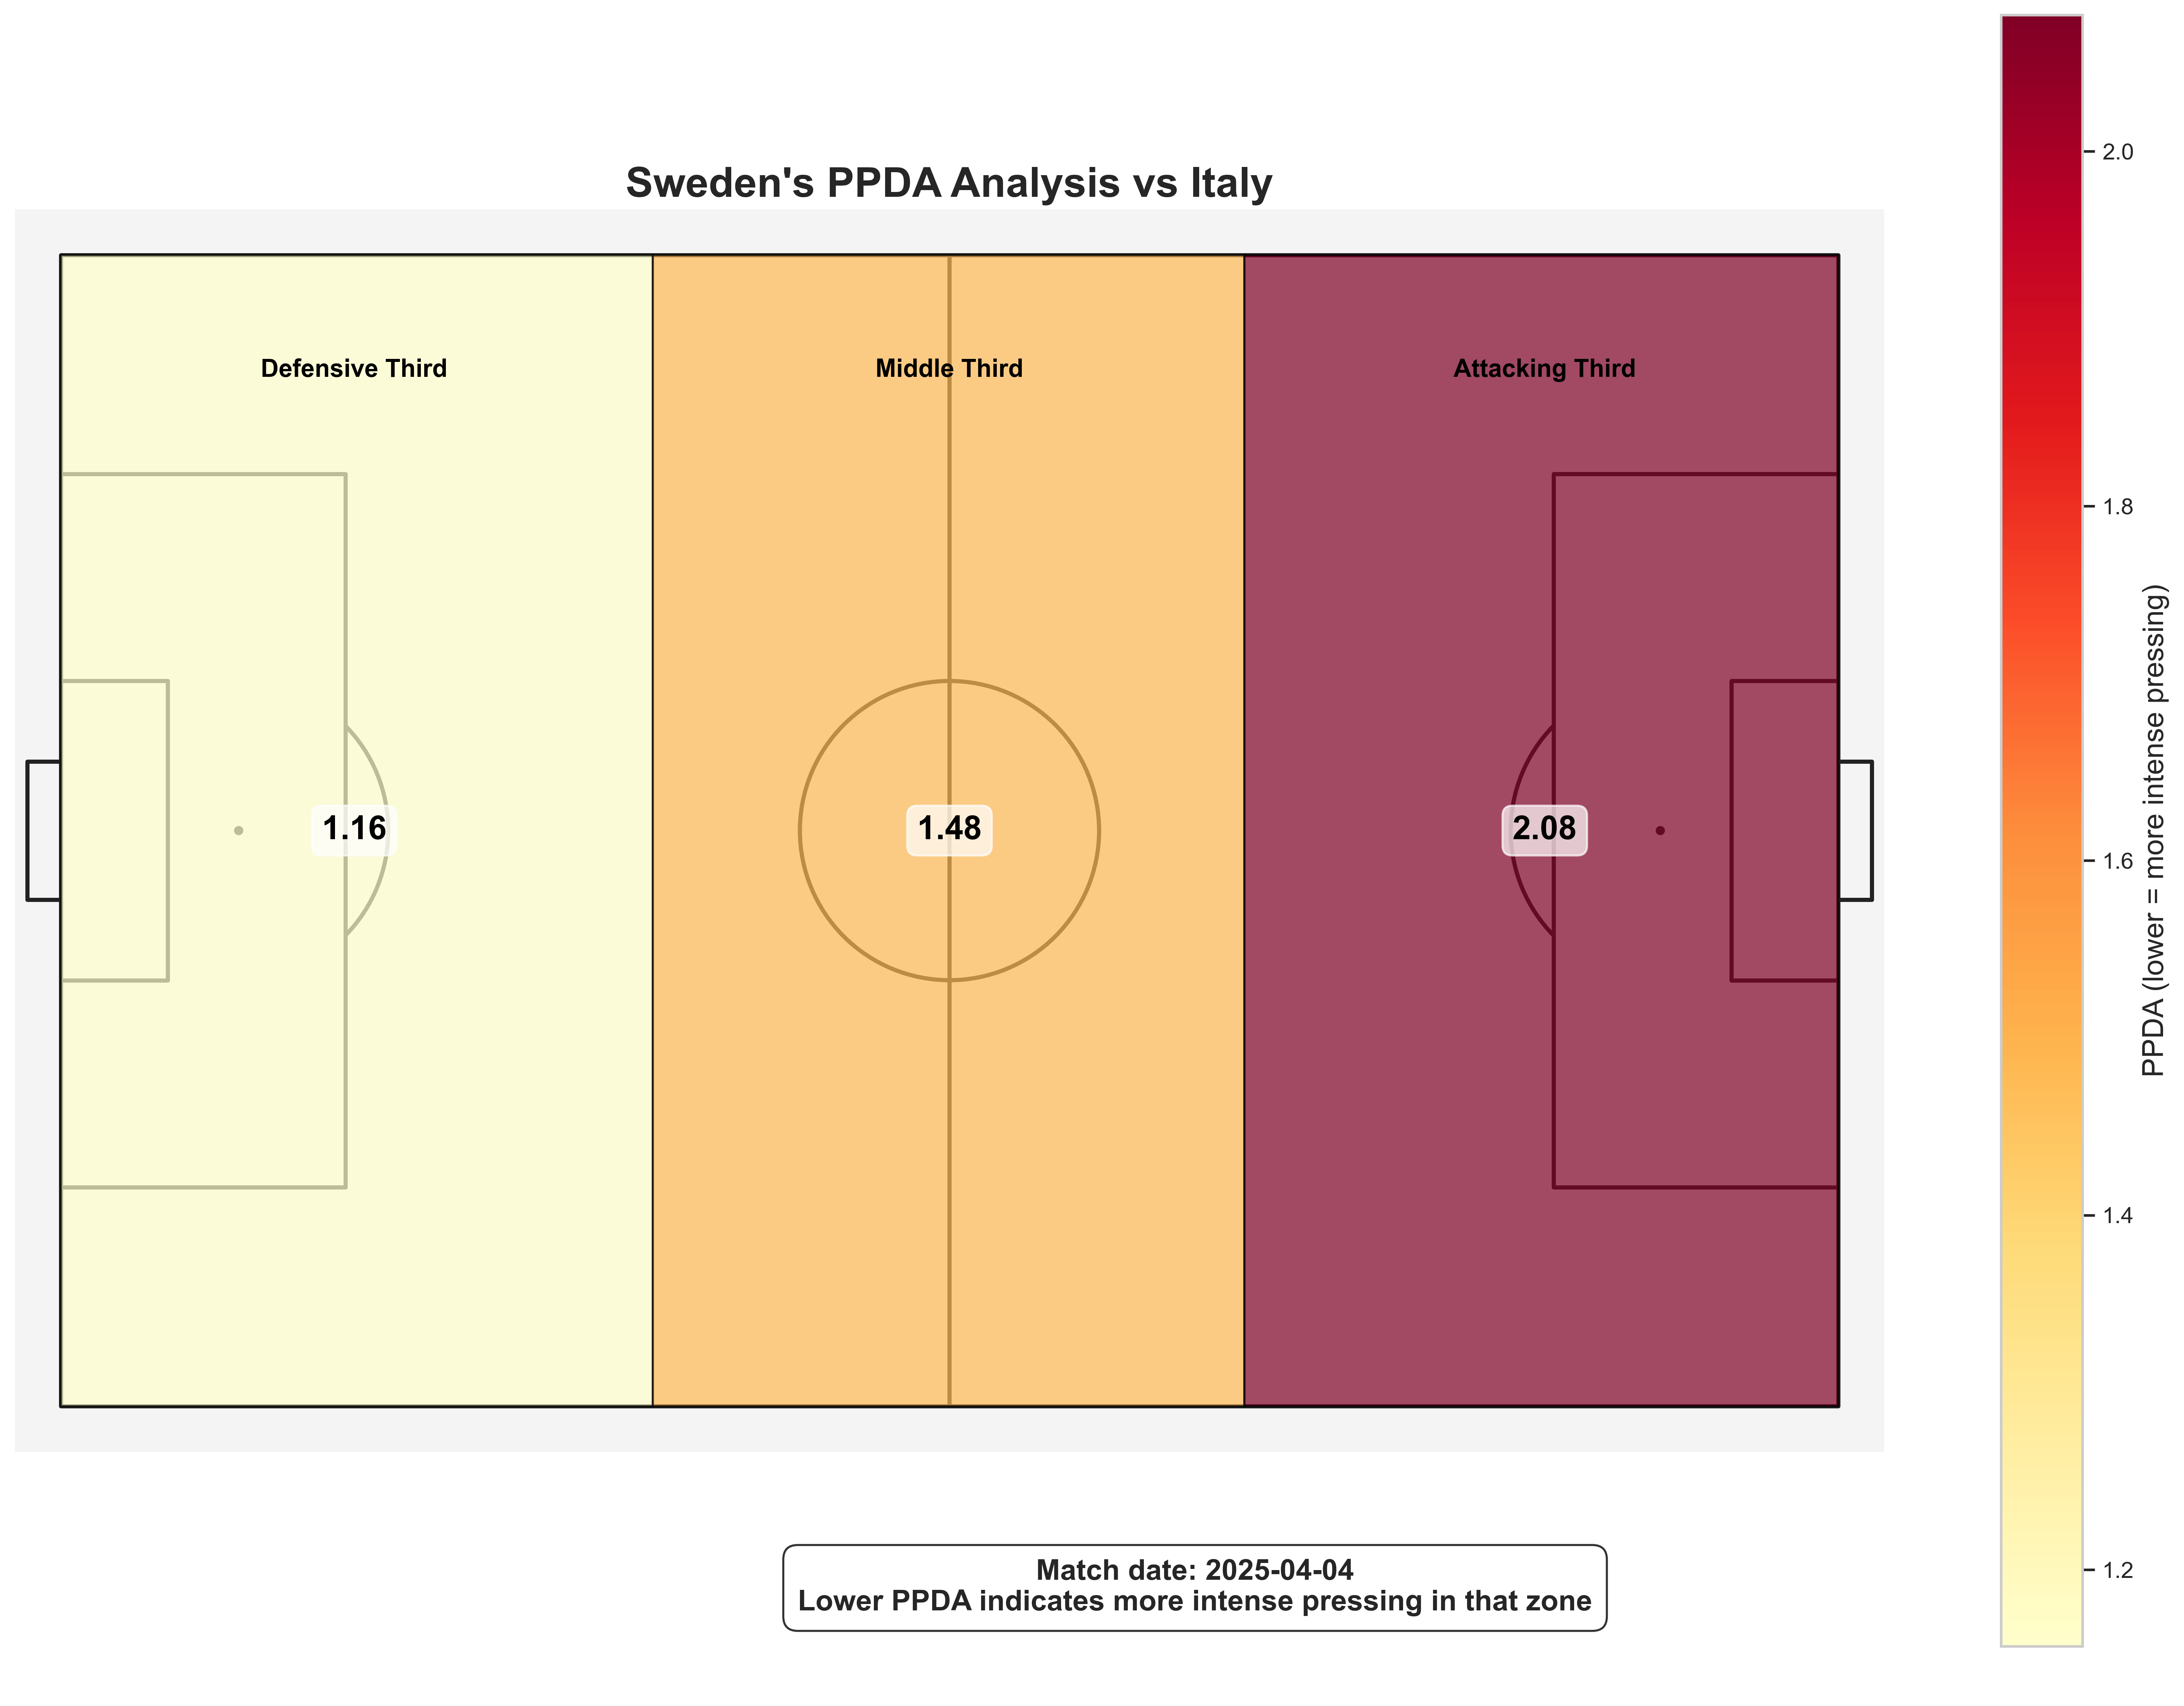 Sweden's PPDA Analysis vs Italy
Defensive Third
Middle Third
Attacking Third
1.16
1.48
2.08
2.0
1.8
1.6
1.4
1.2
PPDA (lower = more intense pressing)
Match date: 2025-04-04
Lower PPDA indicates more intense pressing in that zone